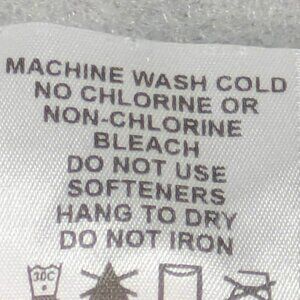 MACHINE WASH COLD
NO CHLORINE OR
NON-CHLORINE
BLEACH
DO NOT USE
SOFTENERS
HANG TO DRY
DO NOT IRON
30C